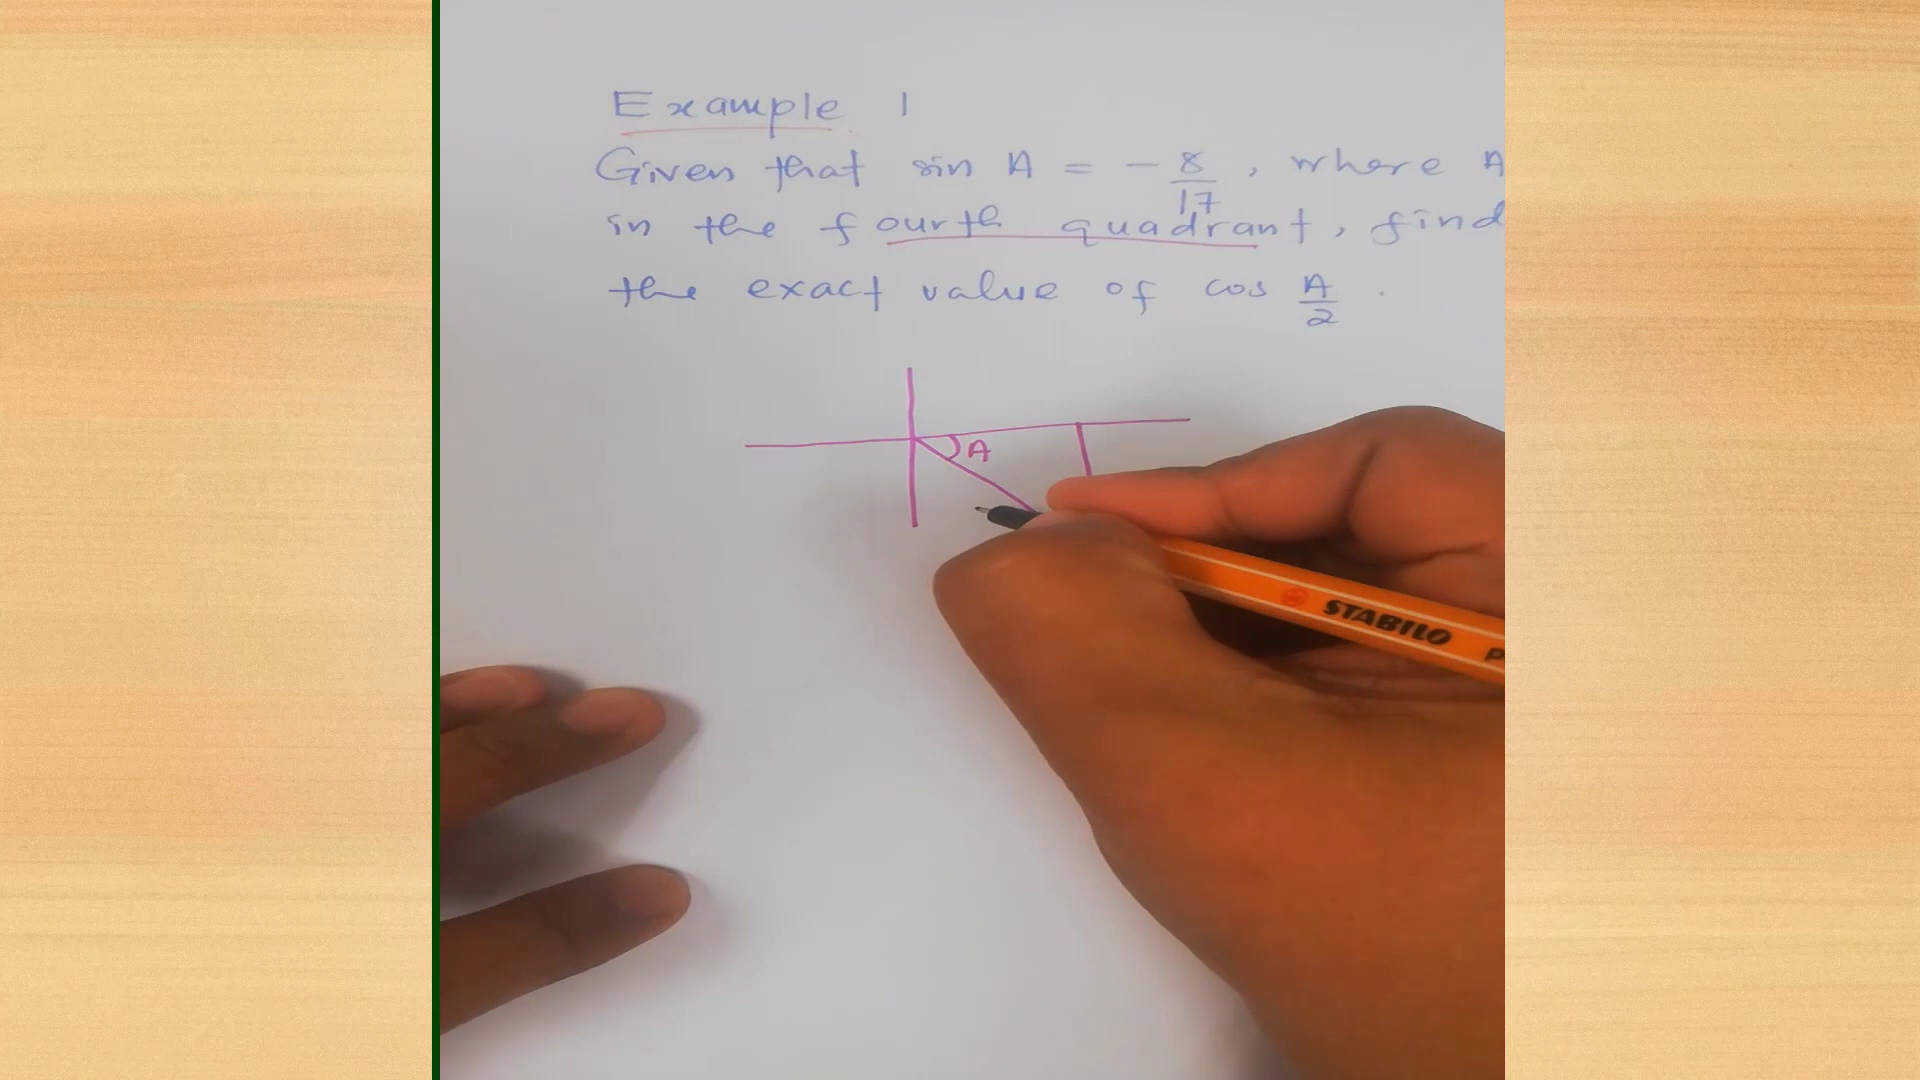 Example 1
Given that sin A = - 8/17, where A
in the fourth quadrant, find
the exact value of cos A/2.
A
STABILO P